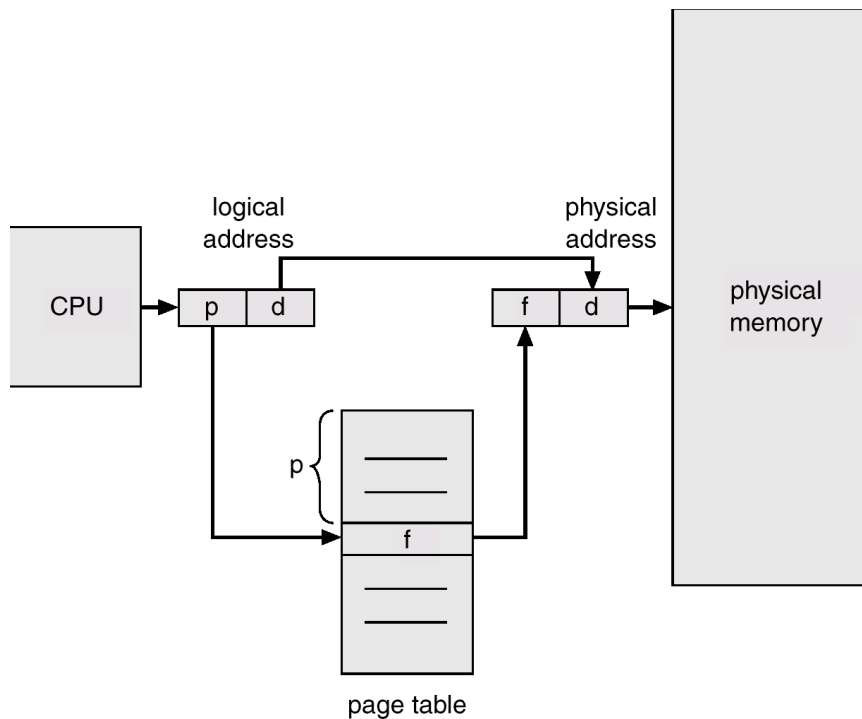 logical
address
physical
address
CPU
p
d
f
d
physical
memory
p
f
page table